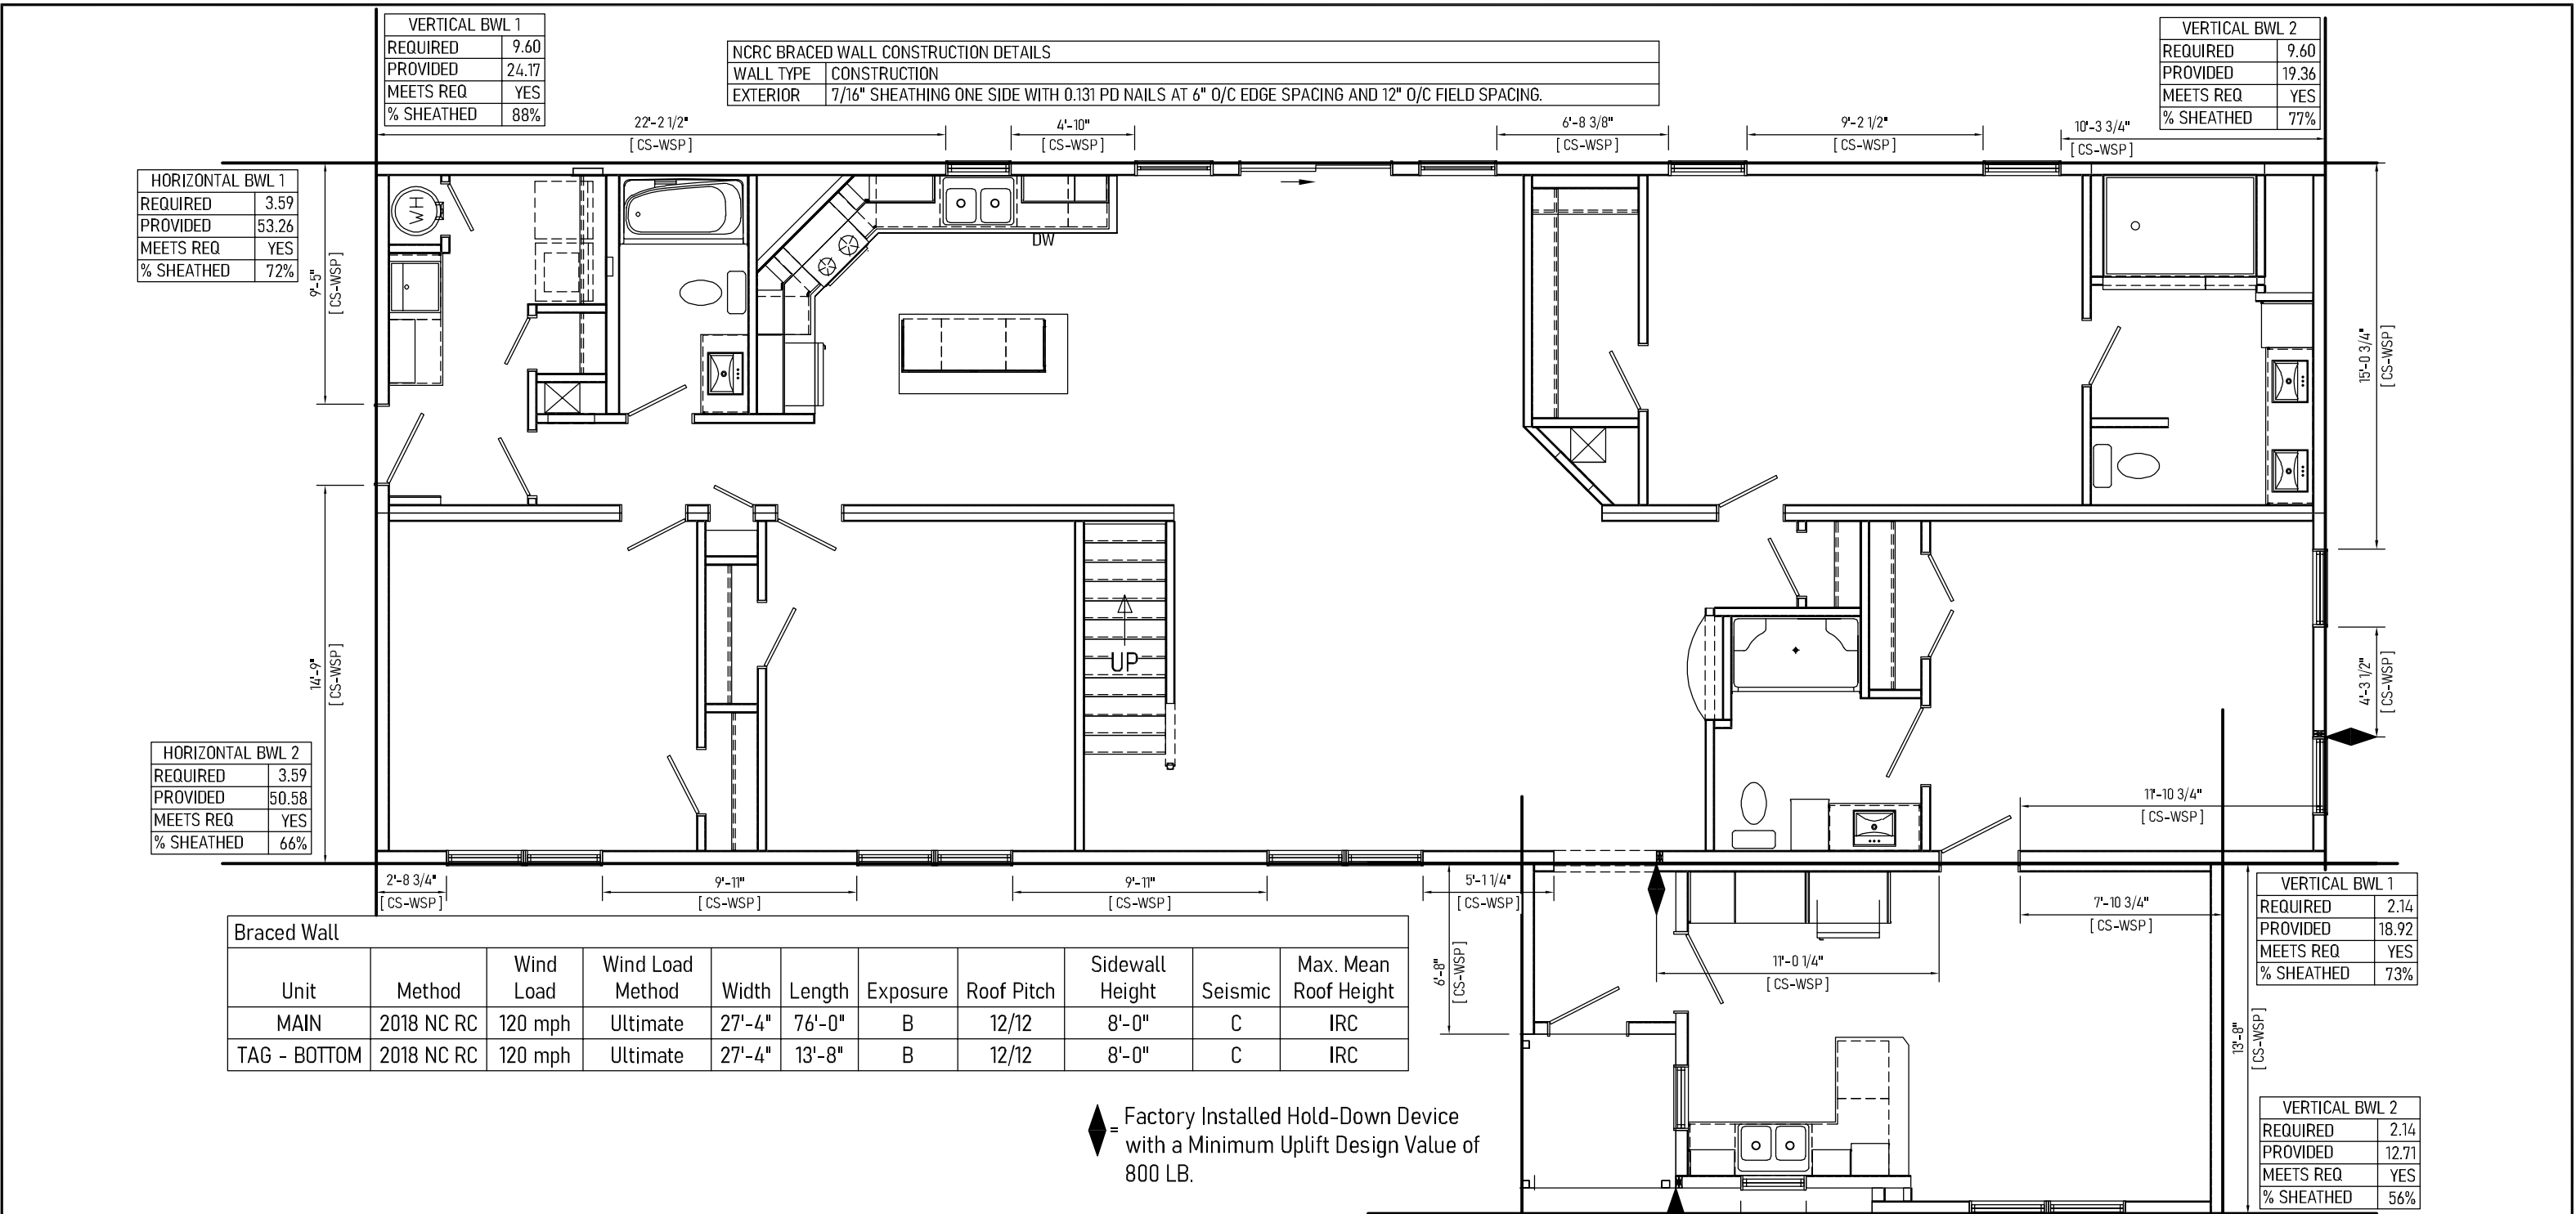 VERTICAL BWL 1
REQUIRED 9.60
PROVIDED 24.17
MEETS REQ YES
% SHEATHED 88%
NCRC BRACED WALL CONSTRUCTION DETAILS
WALL TYPE CONSTRUCTION
EXTERIOR 7/16" SHEATHING ONE SIDE WITH 0.131 PD NAILS AT 6" O/C EDGE SPACING AND 12" O/C FIELD SPACING.
VERTICAL BWL 2
REQUIRED 9.60
PROVIDED 19.36
MEETS REQ YES
% SHEATHED 77%
22'-2 1/2"
[ CS-WSP ]
4'-10"
[ CS-WSP ]
6'-8 3/8"
[ CS-WSP ]
9'-2 1/2"
[ CS-WSP ]
10'-3 3/4"
[ CS-WSP ]
HORIZONTAL BWL 1
REQUIRED 3.59
PROVIDED 53.26
MEETS REQ YES
% SHEATHED 72%
WH
DW
9'-5"
[ CS-WSP ]
15'-0 3/4"
[ CS-WSP ]
UP
14'-9"
[ CS-WSP ]
4'-3 1/2"
[ CS-WSP ]
HORIZONTAL BWL 2
REQUIRED 3.59
PROVIDED 50.58
MEETS REQ YES
% SHEATHED 66%
11'-10 3/4"
[ CS-WSP ]
2'-8 3/4"
[ CS-WSP ]
9'-11"
[ CS-WSP ]
9'-11"
[ CS-WSP ]
5'-1 1/4"
[ CS-WSP ]
7'-10 3/4"
[ CS-WSP ]
VERTICAL BWL 1
REQUIRED 2.14
PROVIDED 18.92
MEETS REQ YES
% SHEATHED 73%
6'-8"
[ CS-WSP ]
11'-0 1/4"
[ CS-WSP ]
13'-8"
[ CS-WSP ]
Braced Wall
Unit Method Wind Load Wind Load Method Width Length Exposure Roof Pitch Sidewall Height Seismic Max. Mean Roof Height
MAIN 2018 NC RC 120 mph Ultimate 27'-4" 76'-0" B 12/12 8'-0" C IRC
TAG - BOTTOM 2018 NC RC 120 mph Ultimate 27'-4" 13'-8" B 12/12 8'-0" C IRC
= Factory Installed Hold-Down Device
with a Minimum Uplift Design Value of
800 LB.
VERTICAL BWL 2
REQUIRED 2.14
PROVIDED 12.71
MEETS REQ YES
% SHEATHED 56%